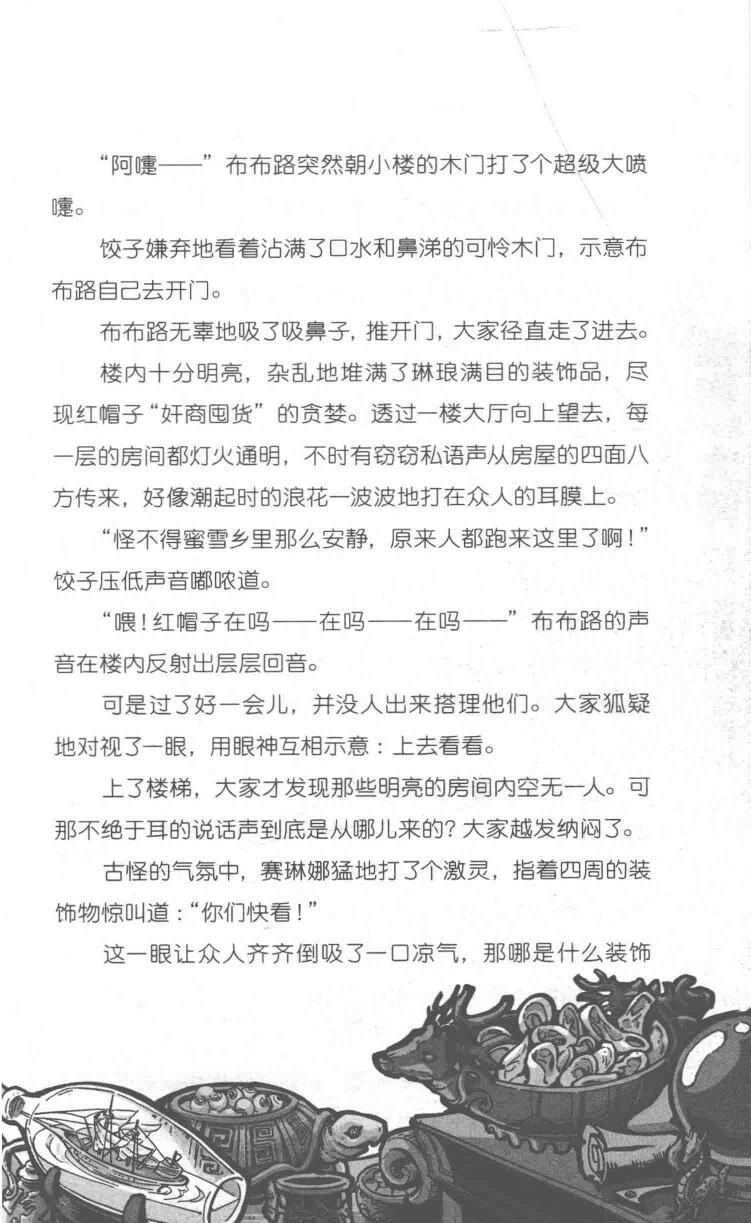 “阿嚏——”布布路突然朝小楼的木门打了个超级大喷
嚏。
饺子嫌弃地看着沾满了口水和鼻涕的可怜木门，示意布
布路自己去开门。
布布路无辜地吸了吸鼻子，推开门，大家径直走了进去。
楼内十分明亮，杂乱地堆满了琳琅满目的装饰品，尽
现红帽子“奸商囤货”的贪婪。透过一楼大厅向上望去，每
一层的房间都灯火通明，不时有窃窃私语声从房屋的四面八
方传来，好像潮起时的浪花一波波地打在众人的耳膜上。
“怪不得蜜雪乡里那么安静，原来人都跑来这里了啊！”
饺子压低声音嘟哝道。
“喂！红帽子在吗——在吗——在吗——”布布路的声
音在楼内反射出层层回音。
可是过了好一会儿，并没人出来搭理他们。大家狐疑
地对视了一眼，用眼神互相示意：上去看看。
上了楼梯，大家才发现那些明亮的房间内空无一人。可
那不绝于耳的说话声到底是从哪儿来的？大家越发纳闷了。
古怪的气氛中，赛琳娜猛地打了个激灵，指着四周的装
饰物惊叫道：“你们快看！”
这一眼让众人齐齐倒吸了一口凉气，那哪是什么装饰